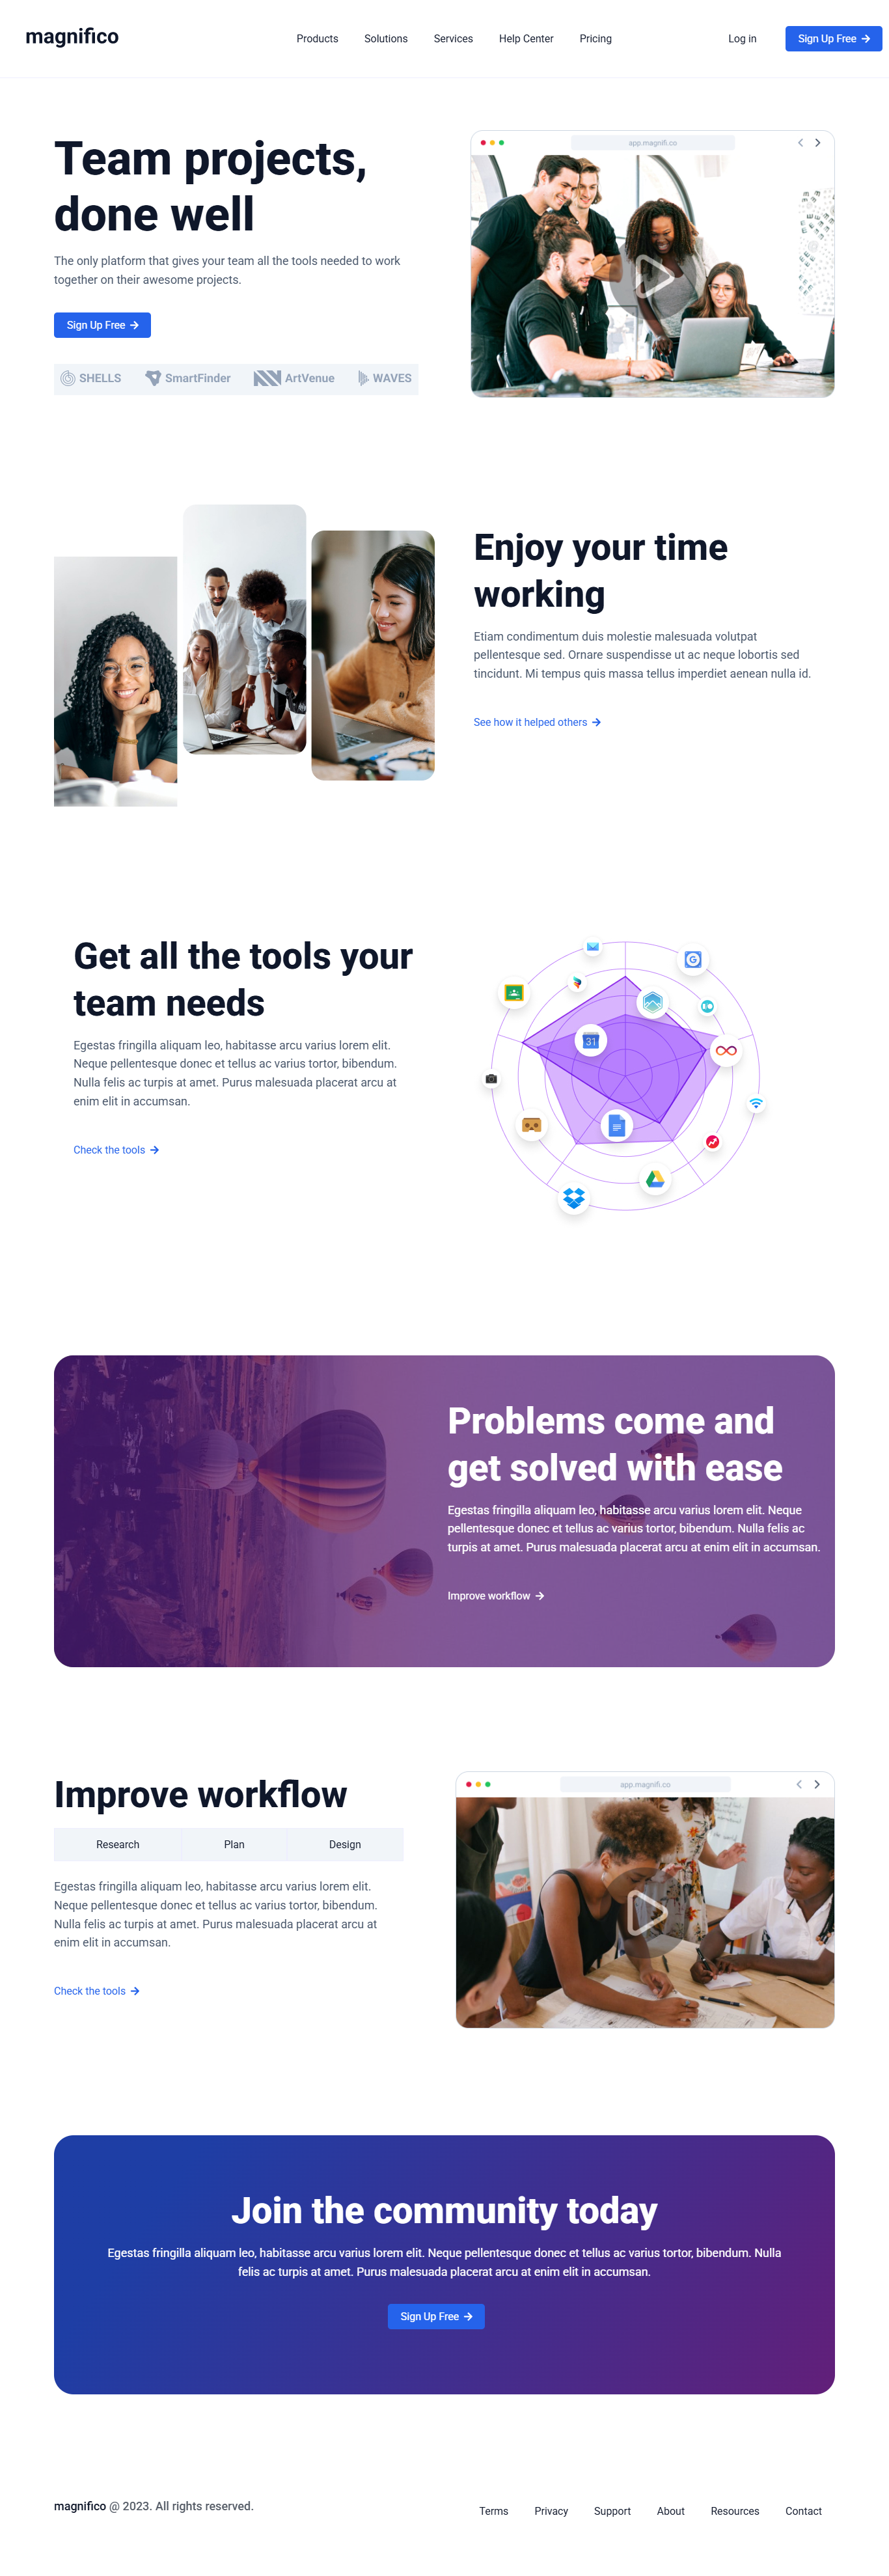 magnifico
Products Solutions Services Help Center Pricing
Log in
Sign Up Free
Team projects,
done well
The only platform that gives your team all the tools needed to work
together on their awesome projects.
Sign Up Free
SHELLS SmartFinder ArtVenue WAVES
app.magnifi.co
Enjoy your time
working
Etiam condimentum duis molestie malesuada volutpat
pellentesque sed. Ornare suspendisse ut ac neque lobortis sed
tincidunt. Mi tempus quis massa tellus imperdiet aenean nulla id.
See how it helped others
Get all the tools your
team needs
Egestas fringilla aliquam leo, habitasse arcu varius lorem elit.
Neque pellentesque donec et tellus ac varius tortor, bibendum.
Nulla felis ac turpis at amet. Purus malesuada placerat arcu at
enim elit in accumsan.
Check the tools
G
31
Problems come and
get solved with ease
Egestas fringilla aliquam leo, habitasse arcu varius lorem elit. Neque
pellentesque donec et tellus ac varius tortor, bibendum. Nulla felis ac
turpis at amet. Purus malesuada placerat arcu at enim elit in accumsan.
Improve workflow
Improve workflow
Research Plan Design
Egestas fringilla aliquam leo, habitasse arcu varius lorem elit.
Neque pellentesque donec et tellus ac varius tortor, bibendum.
Nulla felis ac turpis at amet. Purus malesuada placerat arcu at
enim elit in accumsan.
Check the tools
app.magnifi.co
Join the community today
Egestas fringilla aliquam leo, habitasse arcu varius lorem elit. Neque pellentesque donec et tellus ac varius tortor, bibendum. Nulla
felis ac turpis at amet. Purus malesuada placerat arcu at enim elit in accumsan.
Sign Up Free
magnifico @ 2023. All rights reserved.
Terms Privacy Support About Resources Contact